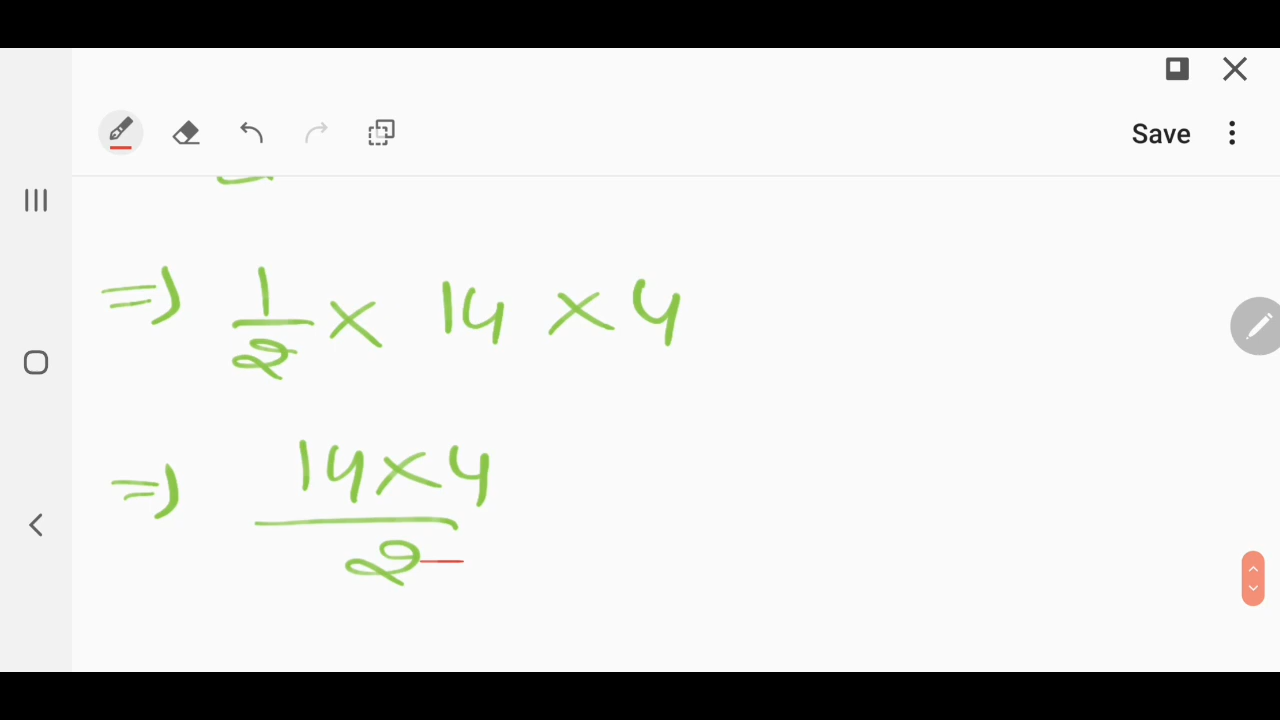 Save
=> 1/2 × 14 × 4
=> 14×4/2